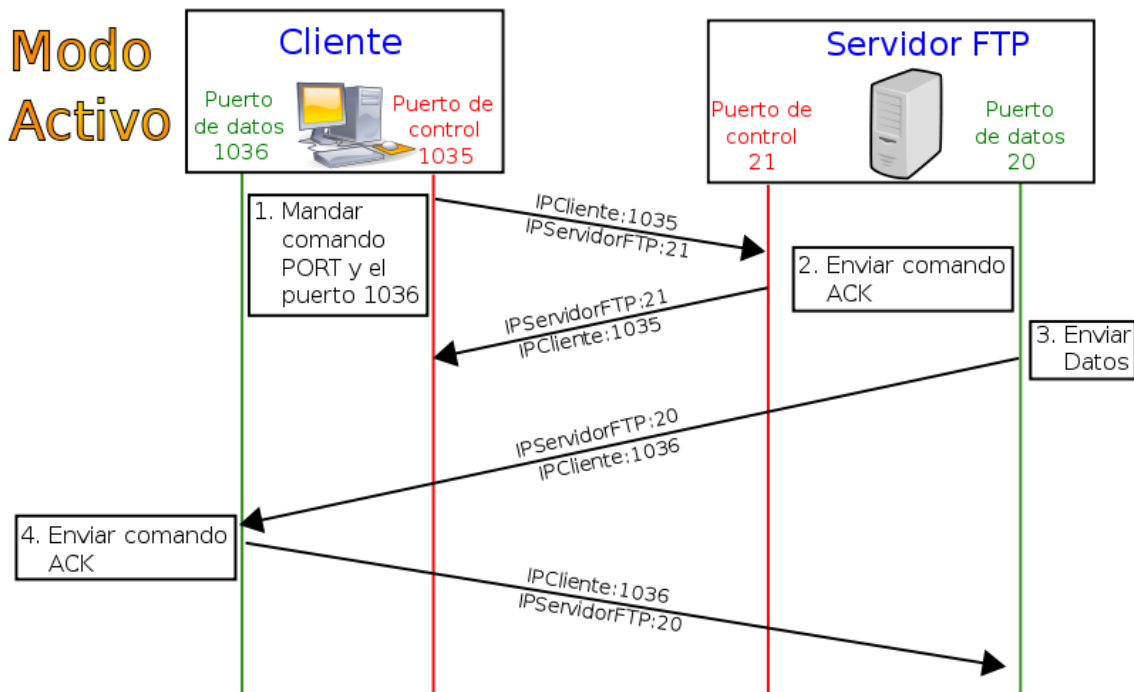 Modo
Activo
Cliente
Puerto
de datos
1036
Puerto de
control
1035
Servidor FTP
Puerto de
control
21
Puerto
de datos
20
1. Mandar
comando
PORT y el
puerto 1036
IPCliente:1035
IPServidorFTP:21
2. Enviar comando
ACK
IPServidorFTP:21
IPCliente:1035
3. Enviar
Datos
IPServidorFTP:20
IPCliente:1036
4. Enviar comando
ACK
IPCliente:1036
IPServidorFTP:20